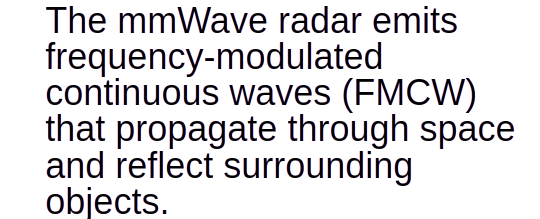 The mmWave radar emits
frequency-modulated
continuous waves (FMCW)
that propagate through space
and reflect surrounding
objects.